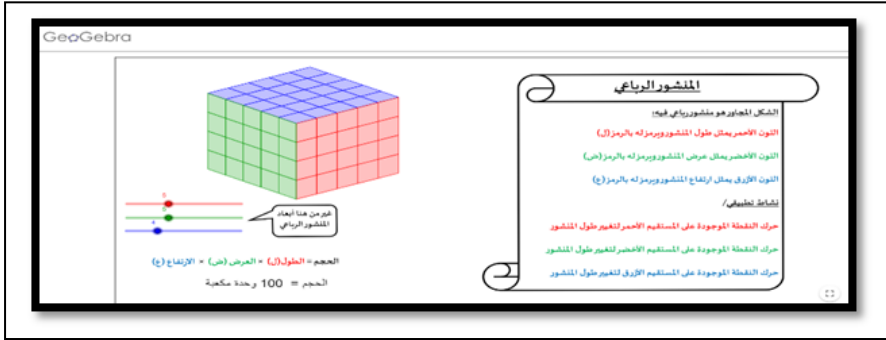 GeoGebra
المنشور الرباعي
الشكل المجاور هو منشور رباعي فيه:
اللون الأحمر يمثل طول المنشور ويرمز له بالرمز (ل)
اللون الأخضر يمثل عرض المنشور ويرمز له بالرمز (ض)
اللون الأزرق يمثل ارتفاع المنشور ويرمز له بالرمز (ع)
نشاط تطبيقي/
حرك النقطة الموجودة على المستقيم الأحمر لتغيير طول المنشور
حرك النقطة الموجودة على المستقيم الأخضر لتغيير طول المنشور
حرك النقطة الموجودة على المستقيم الأزرق لتغيير طول المنشور
5
4
غير من هنا أبعاد
المنشور الرباعي
الحجم = الطول(ل) × العرض (ض) × الارتفاع (ع)
الحجم = 100 وحدة مكعبة